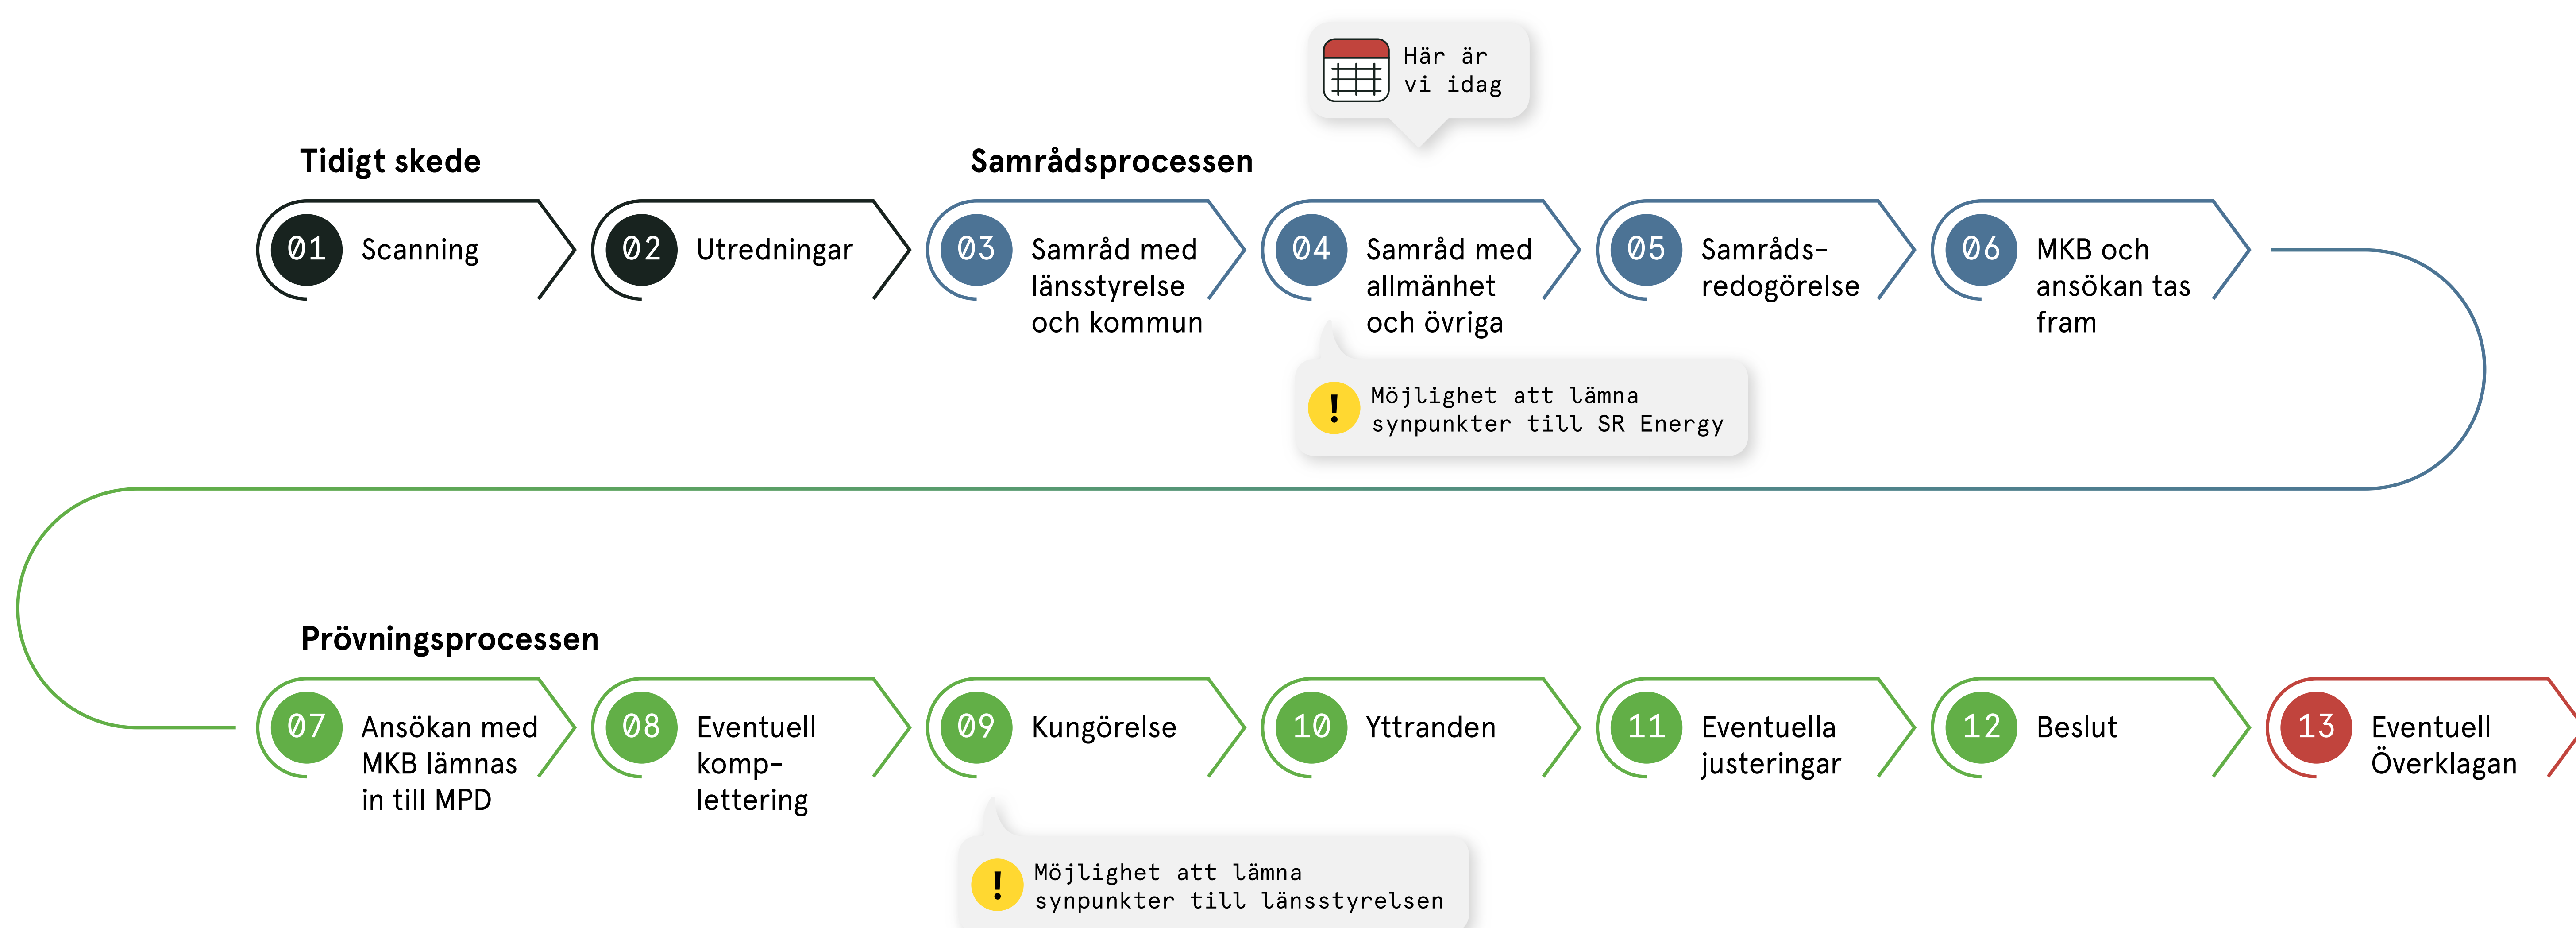 Här är
vi idag
Tidigt skede
Samrådsprocessen
01
Scanning
02
Utredningar
03
Samråd med
länsstyrelse
och kommun
04
Samråd med
allmänhet
och övriga
05
Samråds-
redogörelse
06
MKB och
ansökan tas
fram
!
Möjlighet att lämna
synpunkter till SR Energy
Prövningsprocessen
07
Ansökan med
MKB lämnas
in till MPD
08
Eventuell
komp-
lettering
09
Kungörelse
10
Yttranden
11
Eventuella
justeringar
12
Beslut
13
Eventuell
Överklagan
!
Möjlighet att lämna
synpunkter till länsstyrelsen